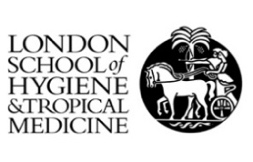 LONDON
SCHOOL of
HYGIENE
& TROPICAL
MEDICINE